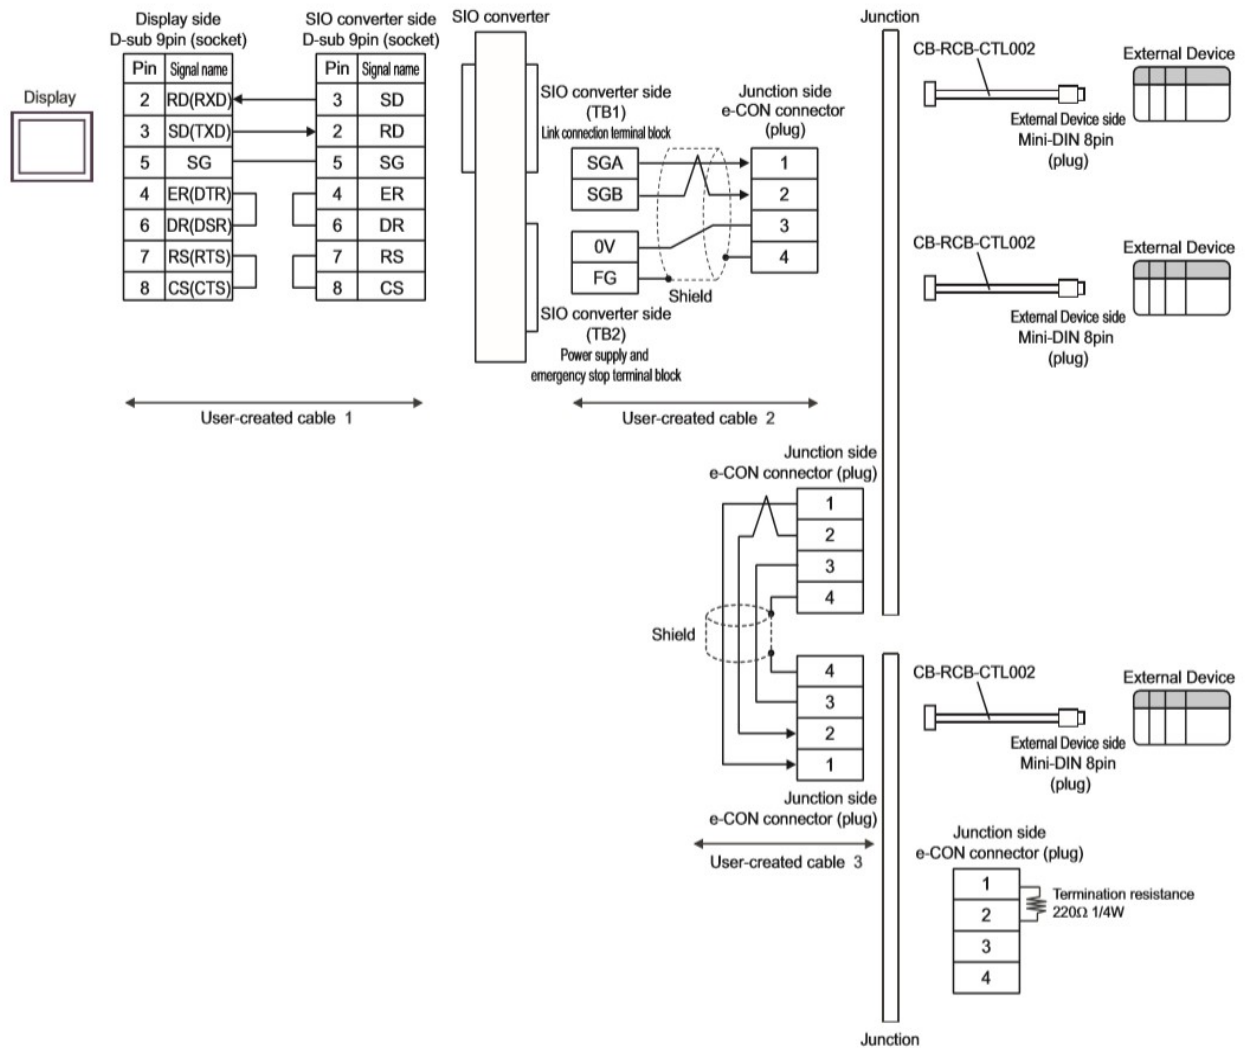 Display
Display side
D-sub 9pin (socket)
Pin Signal name
2 RD(RXD)
3 SD(TXD)
5 SG
4 ER(DTR)
6 DR(DSR)
7 RS(RTS)
8 CS(CTS)
SIO converter side
D-sub 9pin (socket)
Pin Signal name
3 SD
2 RD
5 SG
4 ER
6 DR
7 RS
8 CS
User-created cable 1
SIO converter
SIO converter side
(TB1)
Link connection terminal block
SGA
SGB
0V
FG
Shield
SIO converter side
(TB2)
Power supply and
emergency stop terminal block
Junction side
e-CON connector
(plug)
1
2
3
4
User-created cable 2
Junction
CB-RCB-CTL002
External Device
External Device side
Mini-DIN 8pin
(plug)
CB-RCB-CTL002
External Device
External Device side
Mini-DIN 8pin
(plug)
Junction side
e-CON connector (plug)
1
2
3
4
Shield
4
3
2
1
Junction side
e-CON connector (plug)
User-created cable 3
CB-RCB-CTL002
External Device
External Device side
Mini-DIN 8pin
(plug)
Junction side
e-CON connector (plug)
1
2
3
4
Termination resistance
220Ω 1/4W
Junction